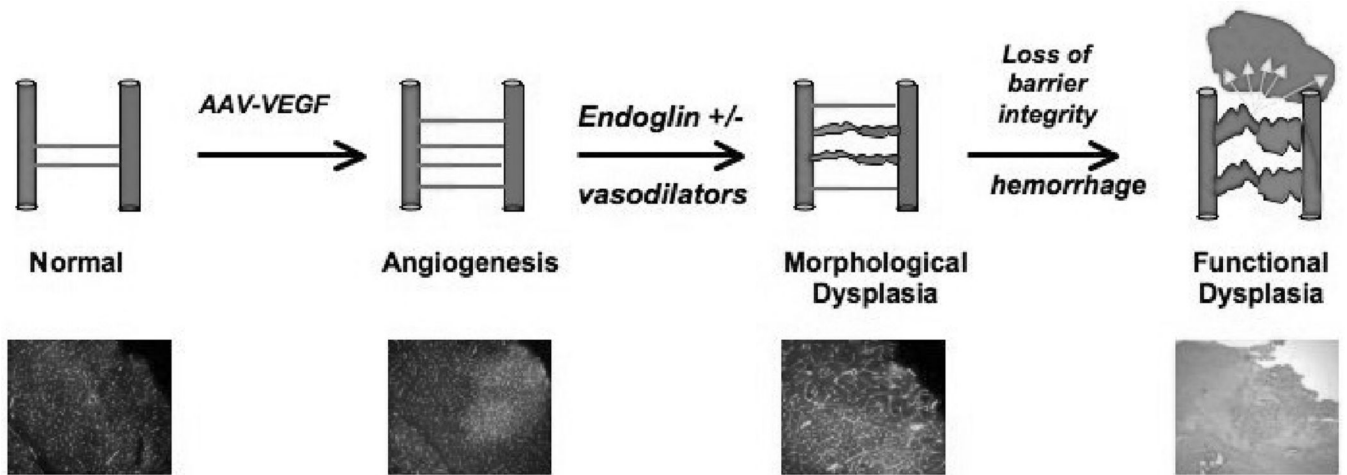 AAV-VEGF
Endoglin +/-
vasodilators
Loss of
barrier
integrity
hemorrhage
Normal
Angiogenesis
Morphological
Dysplasia
Functional
Dysplasia